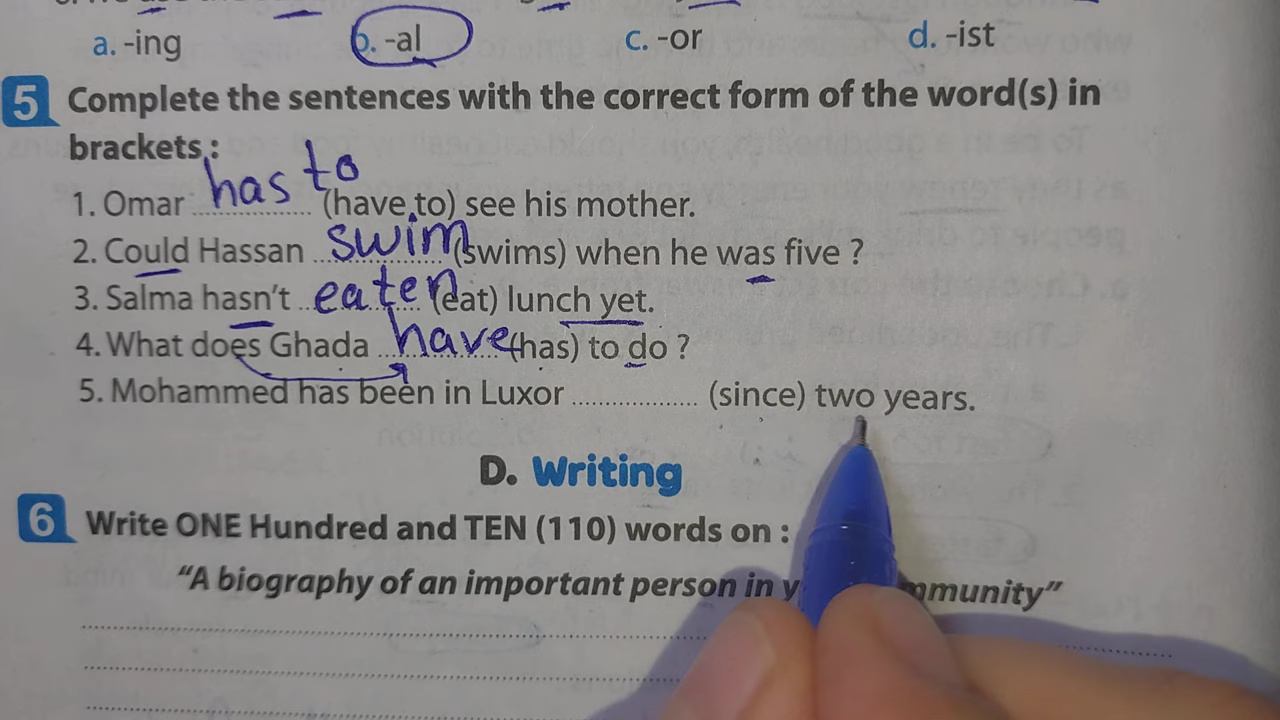 a. -ing b. -al c. -or d. -ist
5 Complete the sentences with the correct form of the word(s) in
brackets :
1. Omar has to (have to) see his mother.
2. Could Hassan swim (swims) when he was five ?
3. Salma hasn't eaten (eat) lunch yet.
4. What does Ghada have (has) to do ?
5. Mohammed has been in Luxor .................. (since) two years.
D. Writing
6 Write ONE Hundred and TEN (110) words on :
"A biography of an important person in